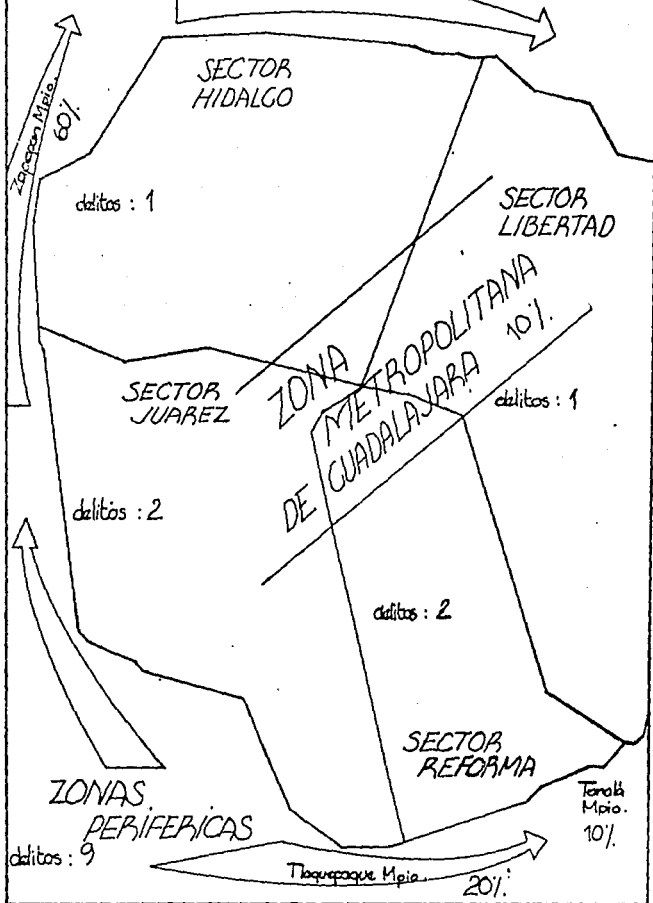 Zapopan Mpio.
60%.
SECTOR
HIDALGO
delitos : 1
SECTOR
LIBERTAD
ZONA
METROPOLITANA
DE GUADALAJARA 10%.
SECTOR
JUAREZ
delitos : 1
delitos : 2
delitos : 2
SECTOR
REFORMA
ZONAS
PERIFERICAS
delitos : 9
Tonalá
Mpio.
10%.
Tlaquepaque Mpio.
20%.